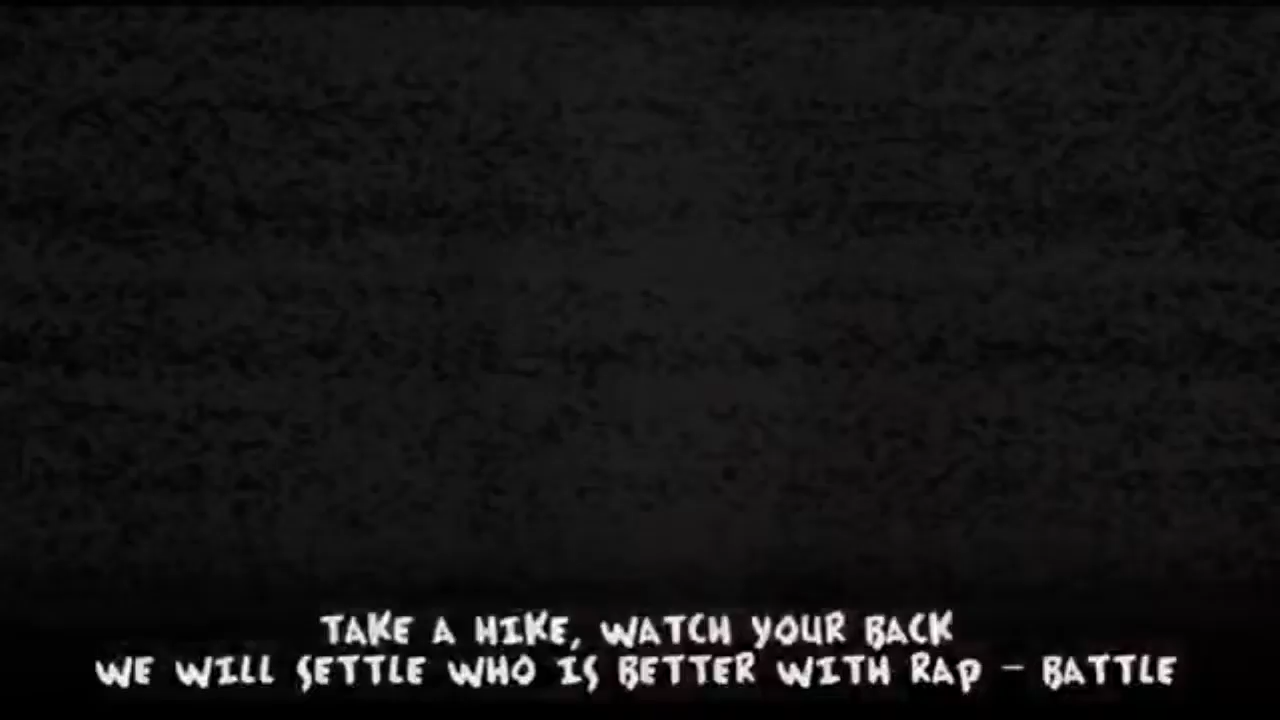 TAKE A HIKE, WATCH YOUR BACK
WE WILL SETTLE WHO IS BETTER WITH RAP - BATTLE